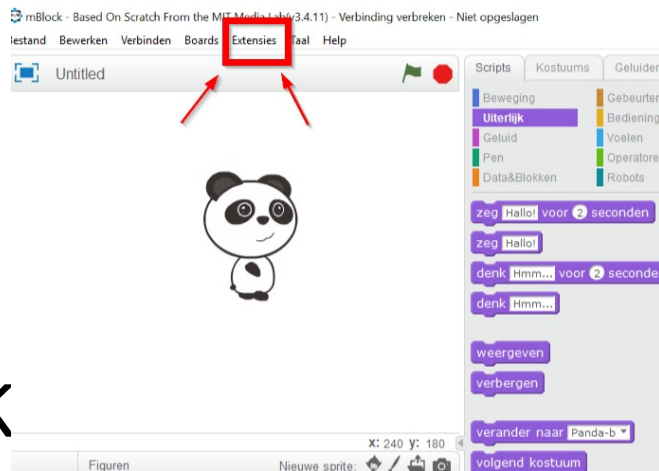 mBlock - Based On Scratch From the MIT Media Lab(v3.4.11) - Verbinding verbreken - Niet opgeslagen
Bestand Bewerken Verbinden Boards Extensies Taal Help
Untitled
Scripts Kostuums Geluiden
Beweging Gebeurten
Uiterlijk Bediening
Geluid Voelen
Pen Operatore
Data&Blokken Robots
zeg Hallo! voor 2 seconden
zeg Hallo!
denk Hmm... voor 2 seconde
denk Hmm...
weergeven
verbergen
K
X: 240 y: 180
verander naar Panda-b
Figuren Nieuwe sprite:
volgend kostuum